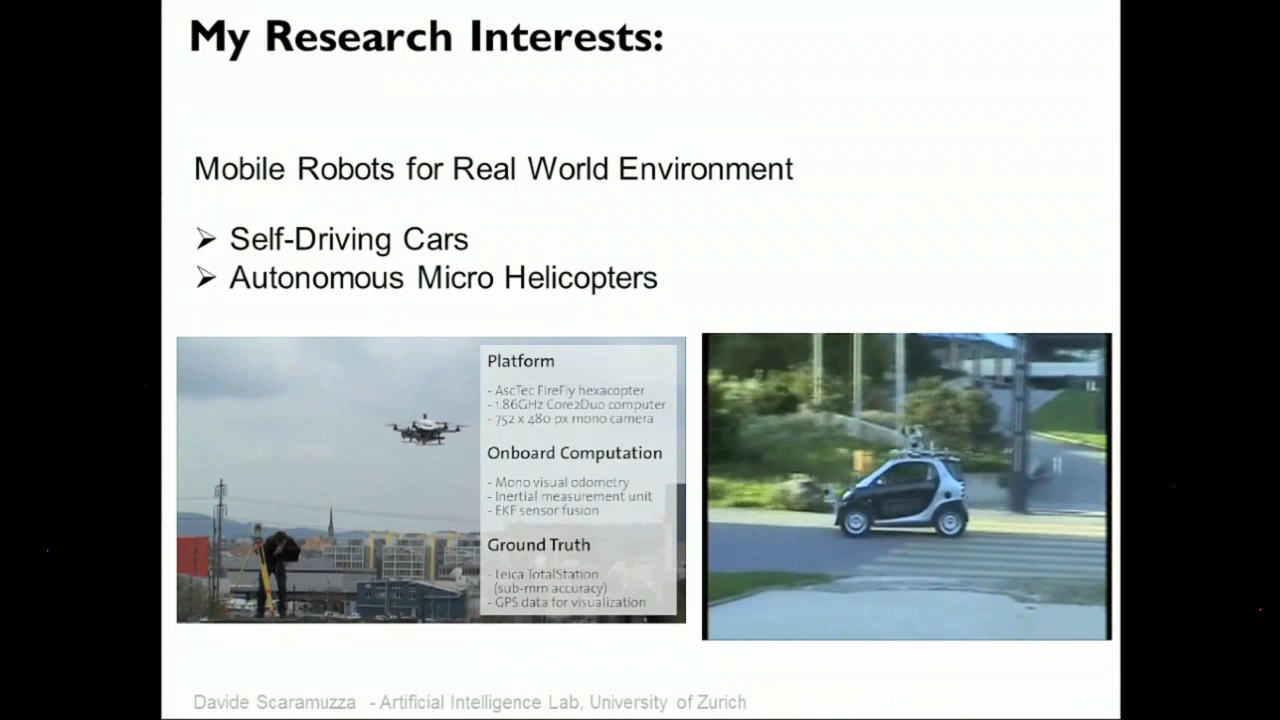 My Research Interests:
Mobile Robots for Real World Environment
➢ Self-Driving Cars
➢ Autonomous Micro Helicopters
Platform
- AscTec FireFly hexacopter
- 1.86GHz Core2Duo computer
- 752 x 480 px mono camera
Onboard Computation
- Mono visual odometry
- Inertial measurement unit
- EKF sensor fusion
Ground Truth
- Leica TotalStation
(sub-mm accuracy)
- GPS data for visualization
Davide Scaramuzza - Artificial Intelligence Lab, University of Zurich